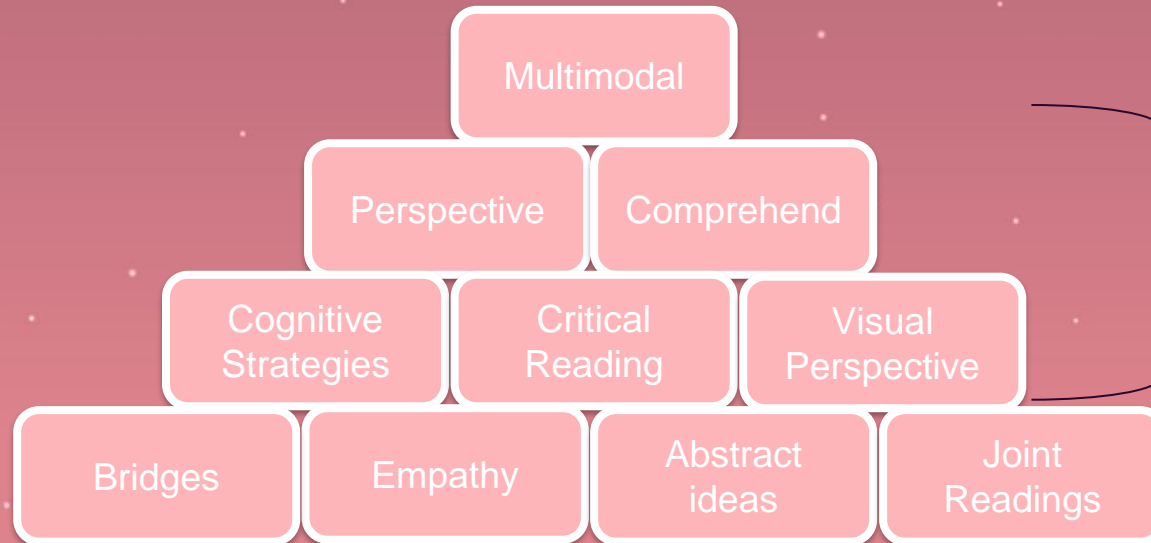 Multimodal
Perspective
Comprehend
Cognitive
Strategies
Critical
Reading
Visual
Perspective
Bridges
Empathy
Abstract
ideas
Joint
Readings